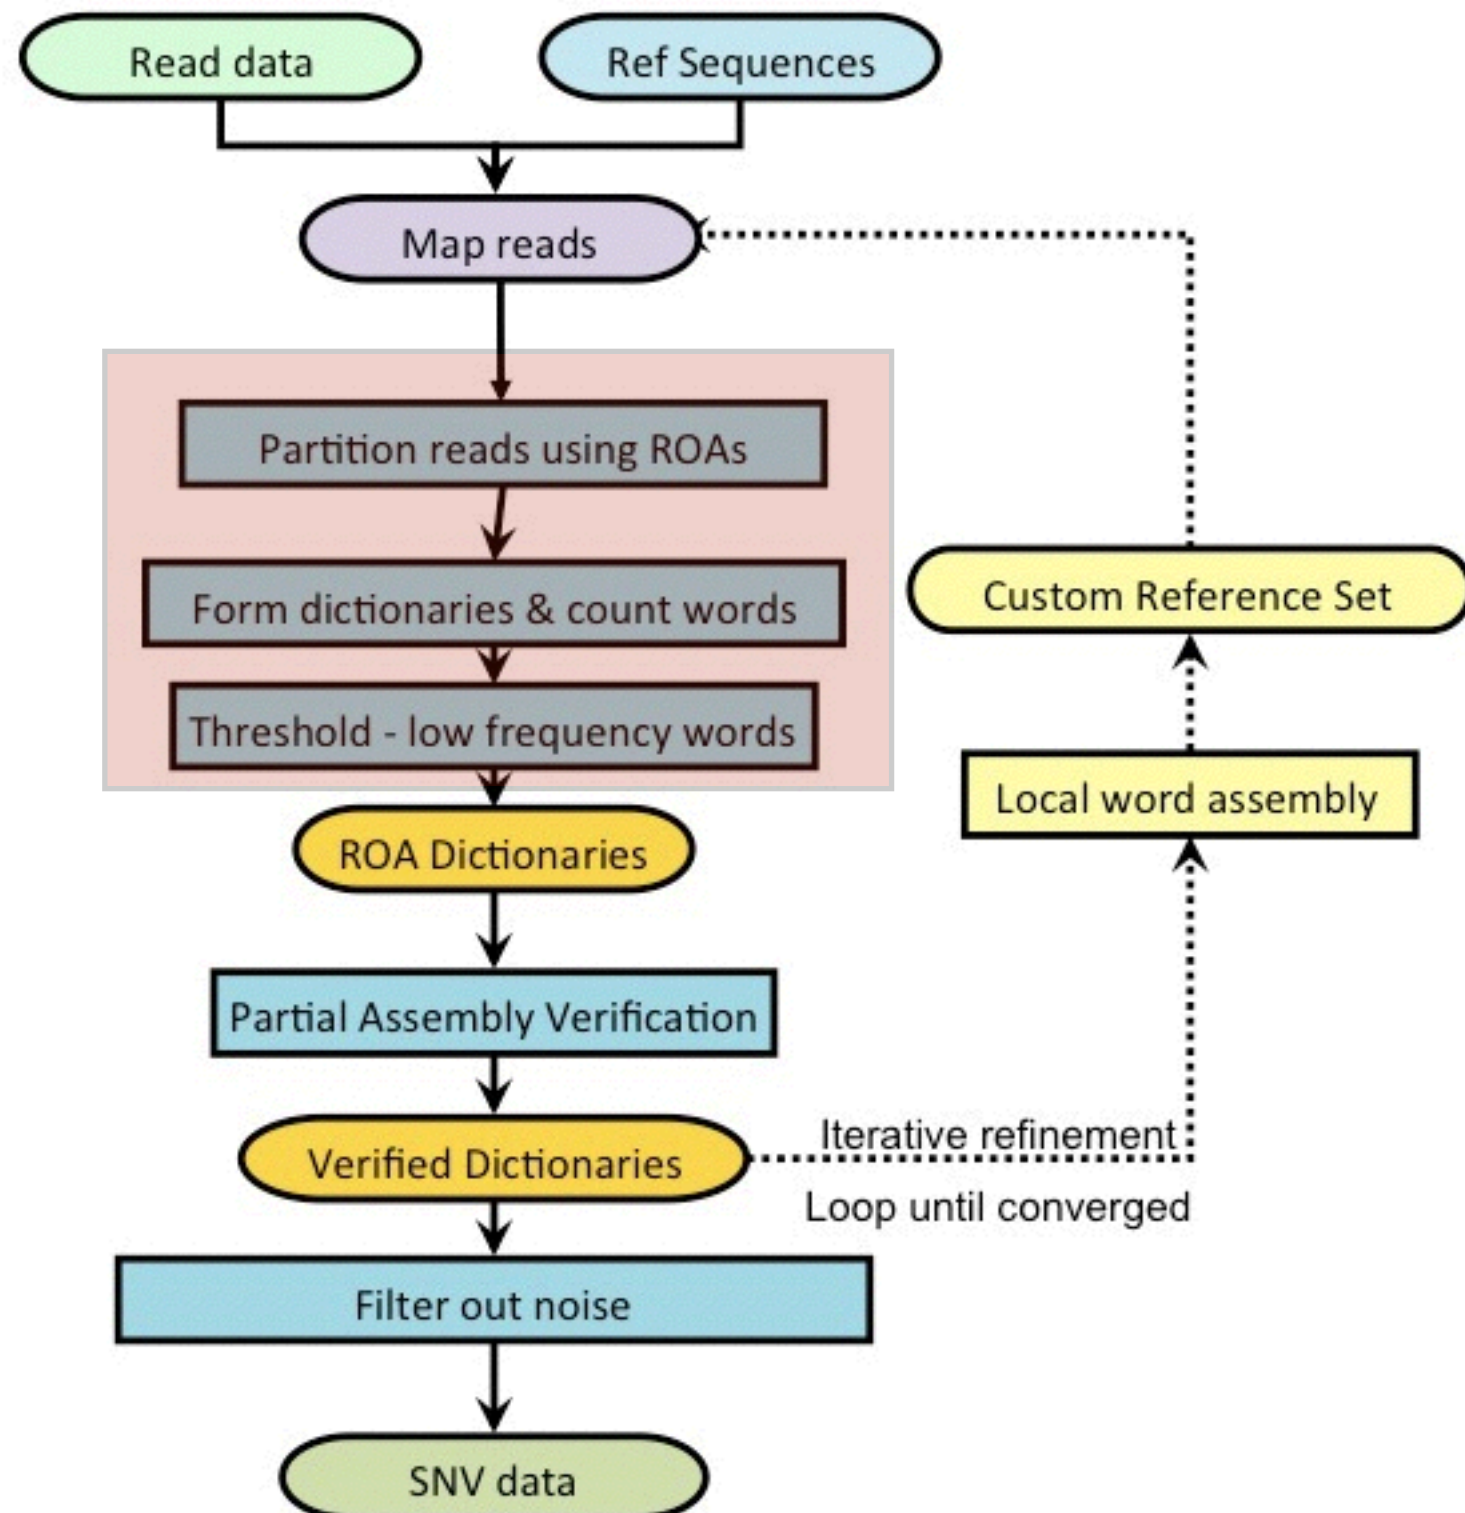 Read data
Ref Sequences
Map reads
Partition reads using ROAs
Form dictionaries & count words
Custom Reference Set
Threshold - low frequency words
Local word assembly
ROA Dictionaries
Partial Assembly Verification
Iterative refinement
Verified Dictionaries
Loop until converged
Filter out noise
SNV data